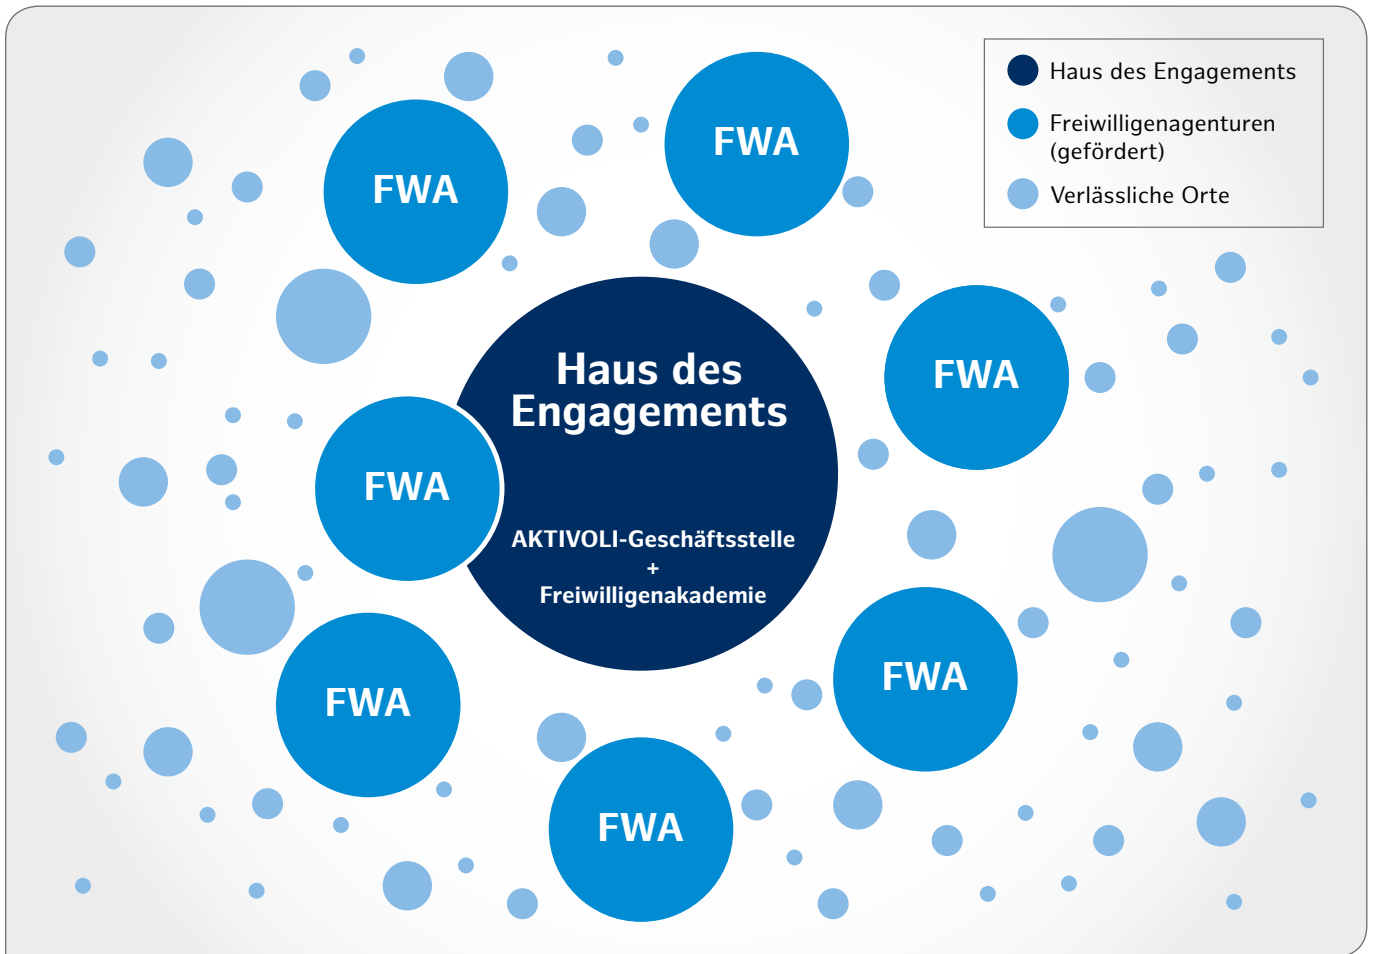 Haus des Engagements
Freiwilligenagenturen
(gefördert)
Verlässliche Orte
FWA
FWA
FWA
Haus des
Engagements
FWA
AKTIVOLI-Geschäftsstelle
+
Freiwilligenakademie
FWA
FWA
FWA